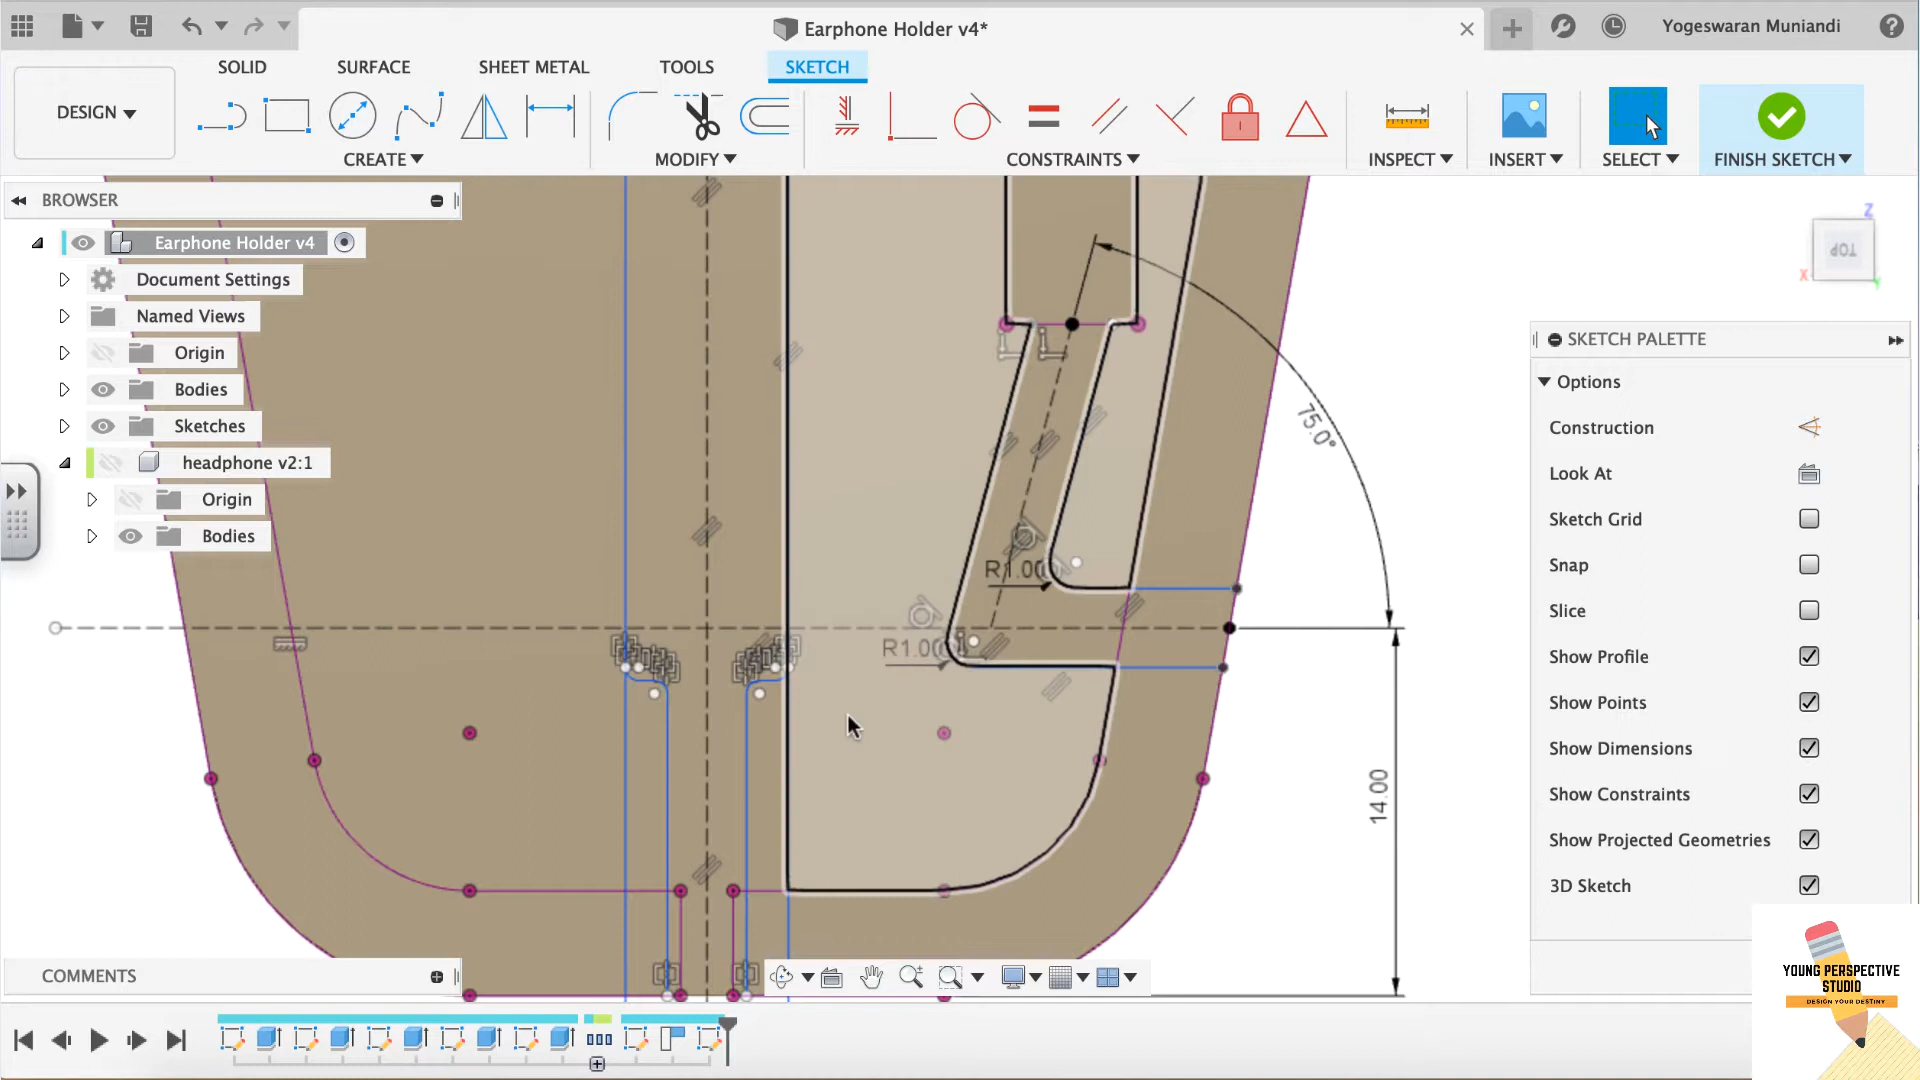 Earphone Holder v4*
Yogeswaran Muniandi
DESIGN
SOLID
SURFACE
SHEET METAL
TOOLS
SKETCH
CREATE
MODIFY
CONSTRAINTS
INSPECT
INSERT
SELECT
FINISH SKETCH
BROWSER
Earphone Holder v4
Document Settings
Named Views
Origin
Bodies
Sketches
headphone v2:1
Origin
Bodies
Z
TOP
X
Y
75.0°
R1.00
R1.00
14.00
SKETCH PALETTE
Options
Construction
Look At
Sketch Grid
Snap
Slice
Show Profile
Show Points
Show Dimensions
Show Constraints
Show Projected Geometries
3D Sketch
COMMENTS
YOUNG PERSPECTIVE
STUDIO
DESIGN YOUR DESTINY